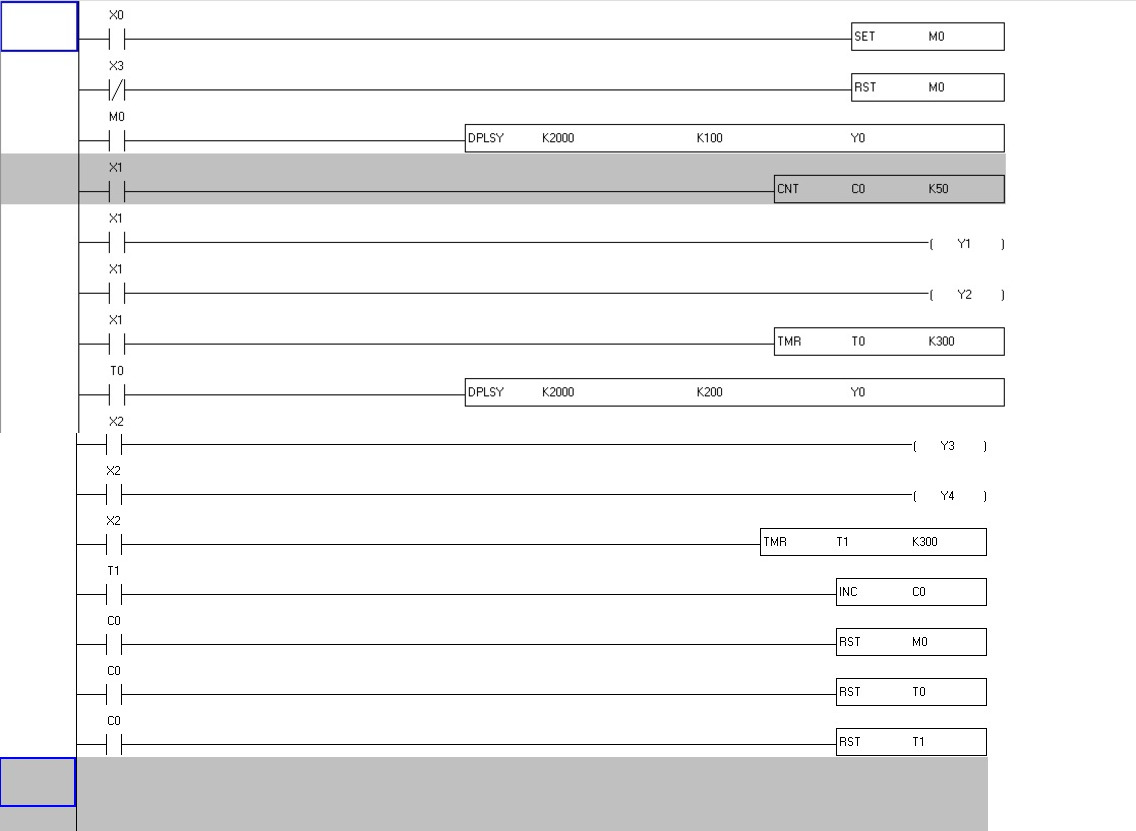 X0
SET M0
X3
RST M0
M0
DPLSY K2000 K100 Y0
X1
CNT C0 K50
X1
( Y1 )
X1
( Y2 )
X1
TMR T0 K300
T0
DPLSY K2000 K200 Y0
X2
( Y3 )
X2
( Y4 )
X2
TMR T1 K300
T1
INC C0
C0
RST M0
C0
RST T0
C0
RST T1